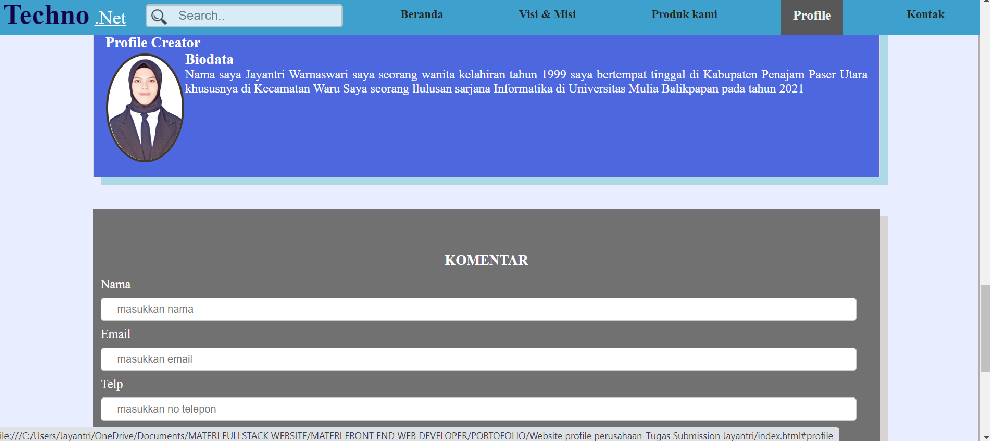 Techno .Net
Search..
Beranda
Visi & Misi
Produk kami
Profile
Kontak
Profile Creator
Biodata
Nama saya Jayantri Warnaswari saya seorang wanita kelahiran tahun 1999 saya bertempat tinggal di Kabupaten Penajam Paser Utara
khususnya di Kecamatan Waru Saya seorang llulusan sarjana Informatika di Universitas Mulia Balikpapan pada tahun 2021
KOMENTAR
Nama
masukkan nama
Email
masukkan email
Telp
masukkan no telepon
ile:///C:/Users/Jayantri/OneDrive/Documents/MATERI FULLSTACK WEBSITE/MATERI FRONT END WEB DEVELOPER/PORTOFOLIO/Website profile perusahaan_Tugas Submission Jayantri/index.html#profile